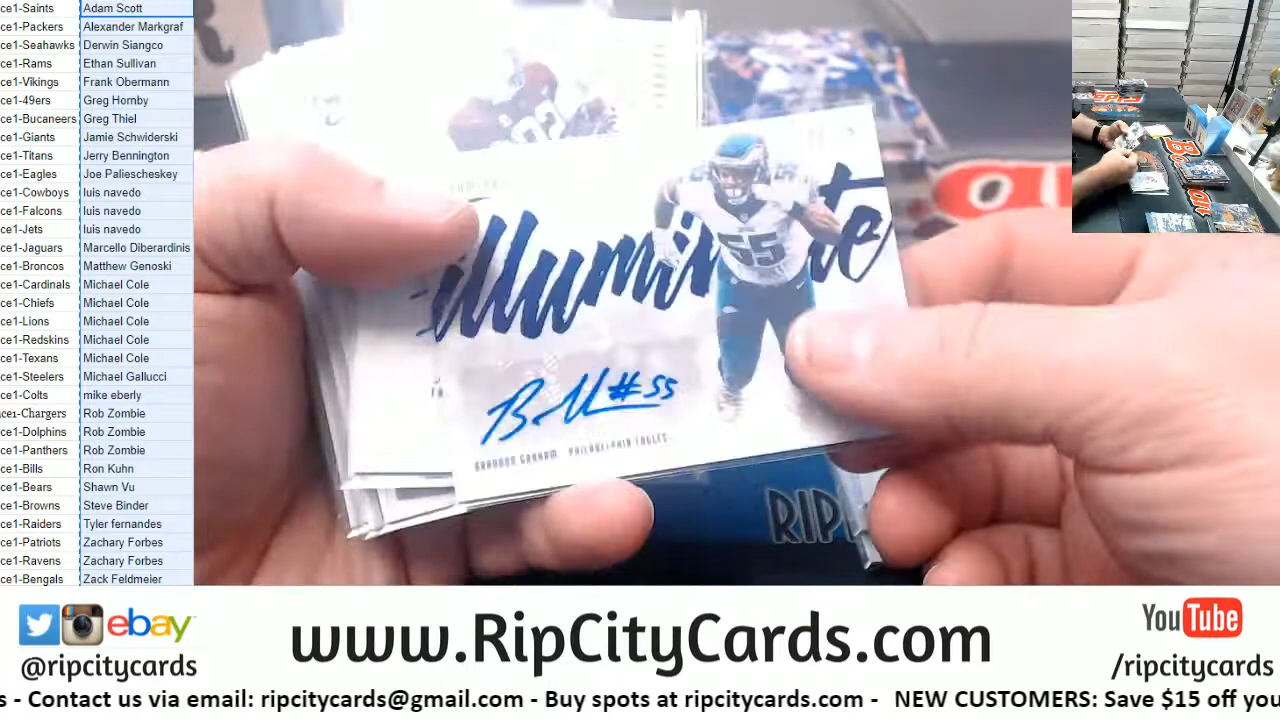 ce1-Saints Adam Scott
ce1-Packers Alexander Markgraf
ce1-Seahawks Derwin Siangco
ce1-Rams Ethan Sullivan
ce1-Vikings Frank Obermann
ce1-49ers Greg Hornby
ce1-Bucaneers Greg Thiel
ce1-Giants Jamie Schwiderski
ce1-Titans Jerry Bennington
ce1-Eagles Joe Paliescheskey
ce1-Cowboys luis navedo
ce1-Falcons luis navedo
ce1-Jets luis navedo
ce1-Jaguars Marcello Diberardinis
ce1-Broncos Matthew Genoski
ce1-Cardinals Michael Cole
ce1-Chiefs Michael Cole
ce1-Lions Michael Cole
ce1-Redskins Michael Cole
ce1-Texans Michael Cole
ce1-Steelers Michael Gallucci
ce1-Colts mike eberly
ace1-Chargers Rob Zombie
ce1-Dolphins Rob Zombie
ce1-Panthers Rob Zombie
ce1-Bills Ron Kuhn
ce1-Bears Shawn Vu
ce1-Browns Steve Binder
ce1-Raiders Tyler fernandes
ce1-Patriots Zachary Forbes
ce1-Ravens Zachary Forbes
ce1-Bengals Zack Feldmeier
illuminate
55
#55
BRANDON GRAHAM PHILADELPHIA EAGLES
RIP
ebay
@ripcitycards
www.RipCityCards.com
YouTube
/ripcitycards
s - Contact us via email: ripcitycards@gmail.com - Buy spots at ripcitycards.com - NEW CUSTOMERS: Save $15 off you